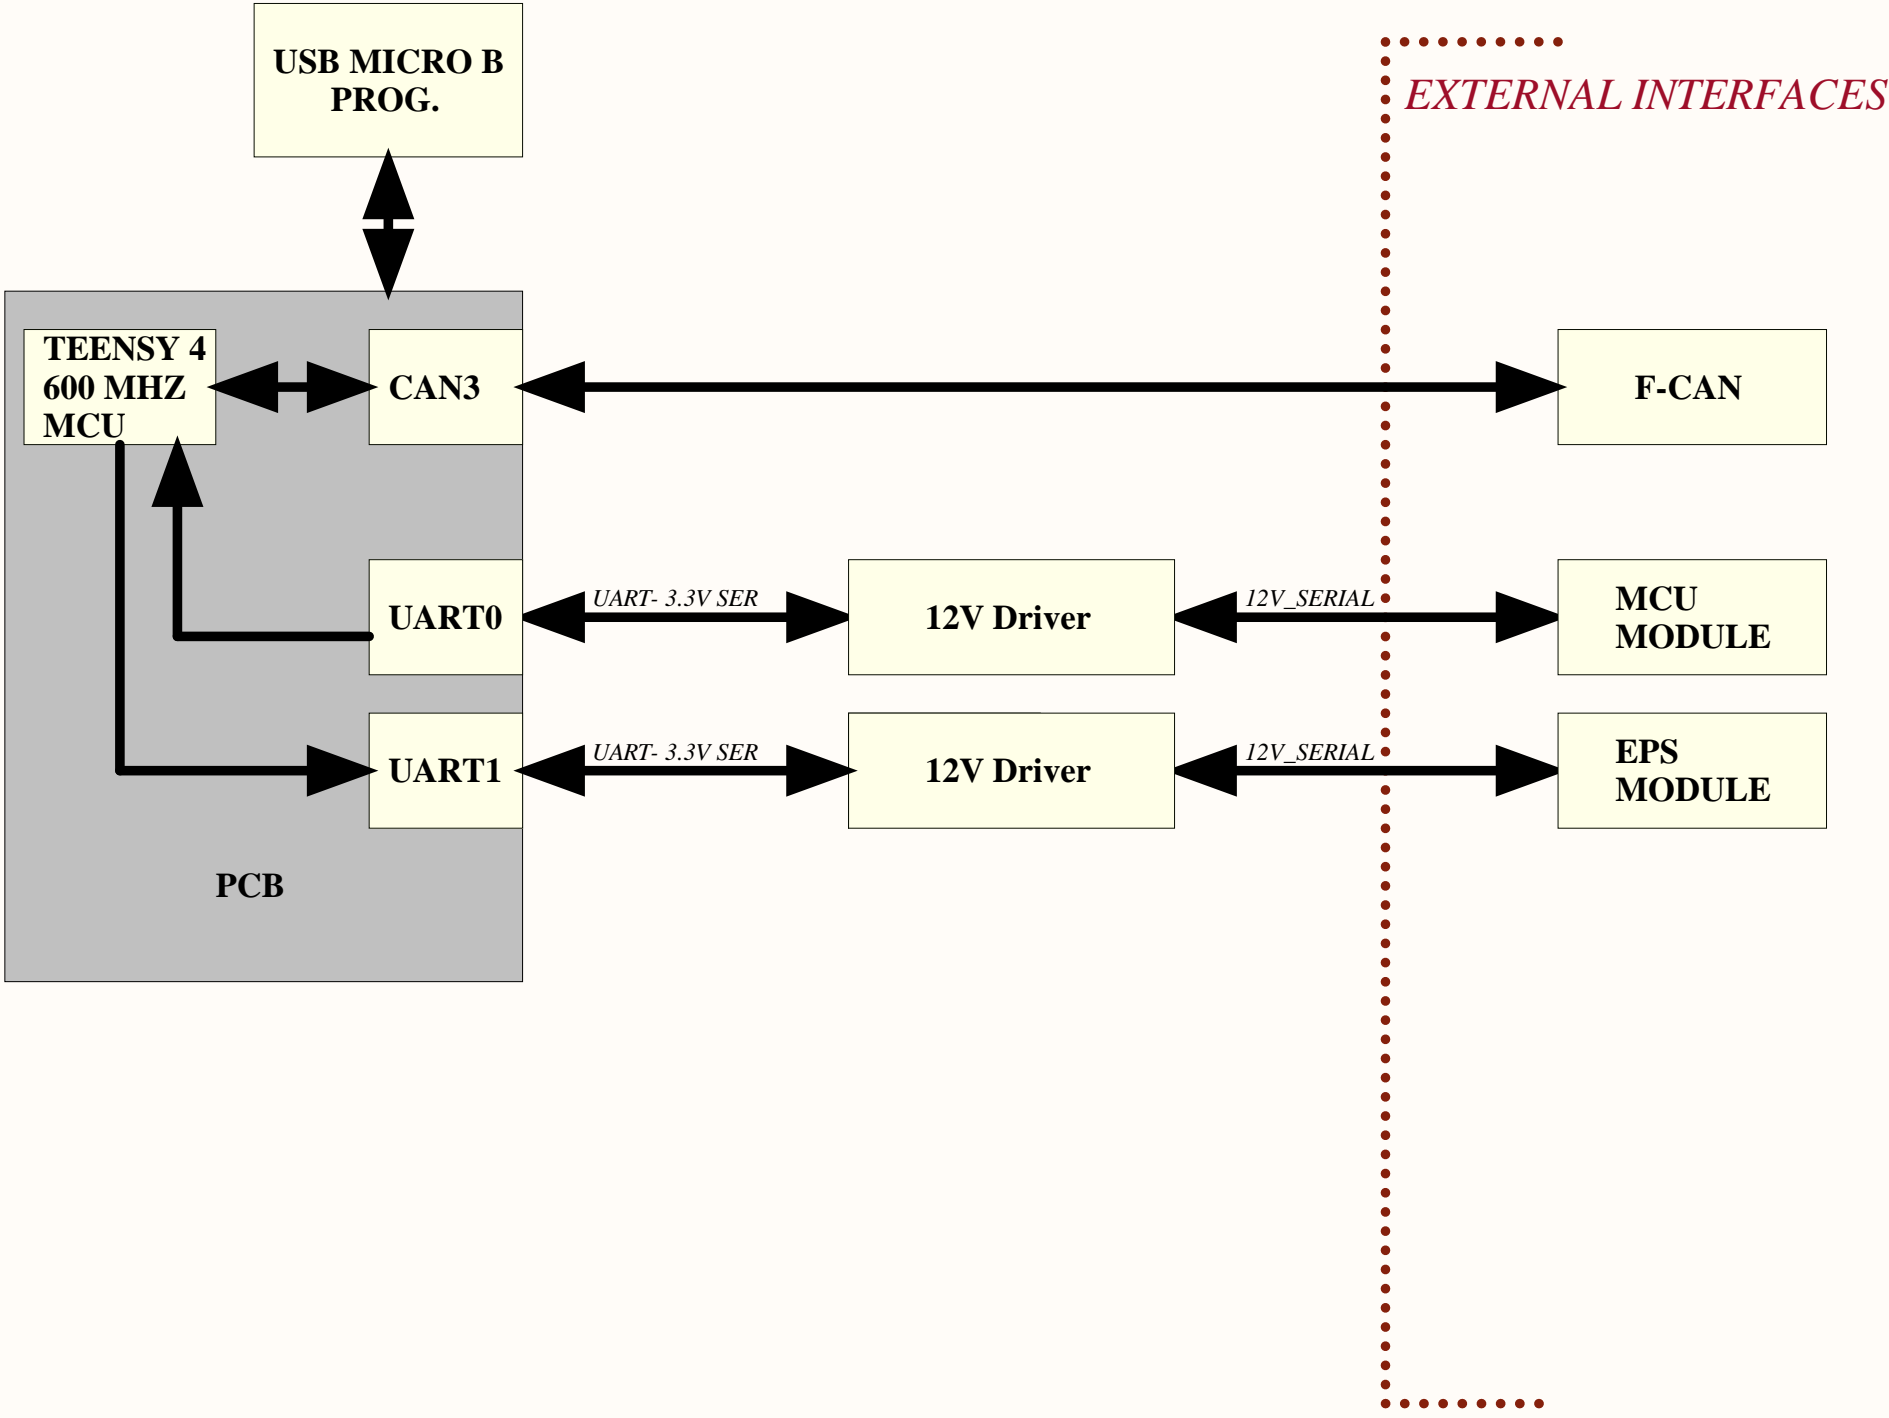 USB MICRO B
PROG.
EXTERNAL INTERFACES
TEENSY 4
600 MHZ
MCU
CAN3
F-CAN
UART0
UART- 3.3V SER
12V Driver
12V_SERIAL
MCU
MODULE
UART1
UART- 3.3V SER
12V Driver
12V_SERIAL
EPS
MODULE
PCB